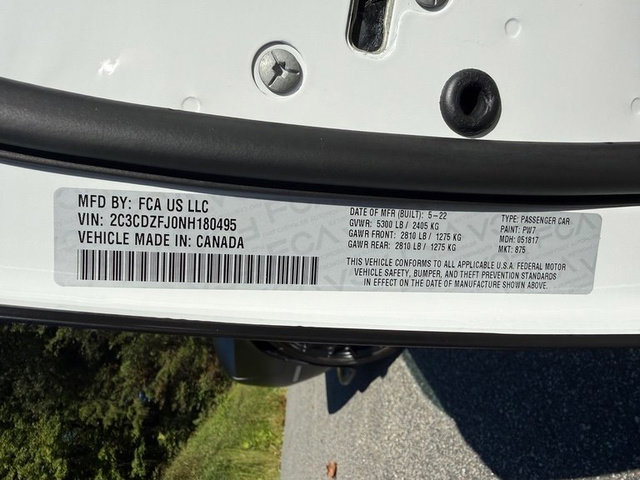 MFD BY: FCA US LLC
VIN: 2C3CDZFJ0NH180495
VEHICLE MADE IN: CANADA
DATE OF MFR (BUILT): 5-22
GVWR: 5300 LB / 2405 KG
GAWR FRONT: 2810 LB / 1275 KG
GAWR REAR: 2810 LB / 1275 KG
TYPE: PASSENGER CAR
PAINT: PW7
MDH: 051817
MKT: 875
THIS VEHICLE CONFORMS TO ALL APPLICABLE U.S.A. FEDERAL MOTOR
VEHICLE SAFETY, BUMPER, AND THEFT PREVENTION STANDARDS
IN EFFECT ON THE DATE OF MANUFACTURE SHOWN ABOVE.